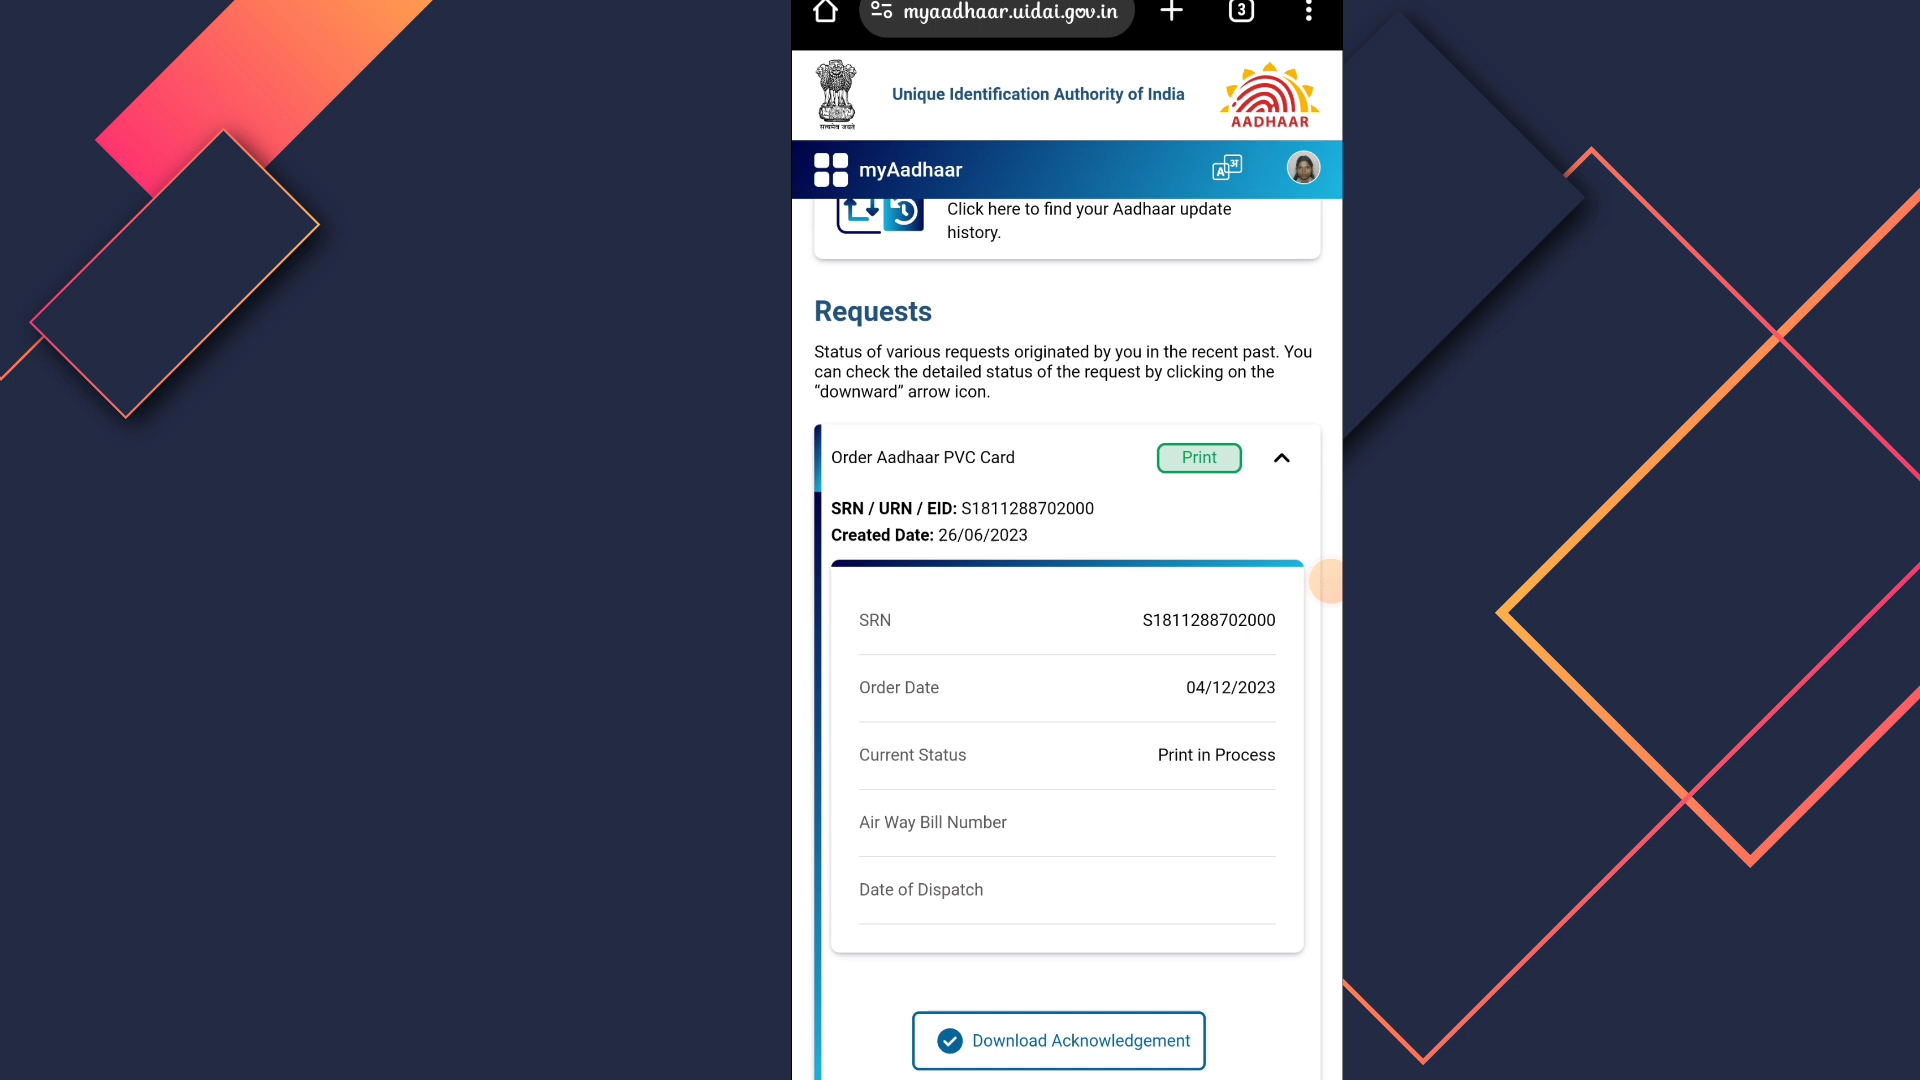 3
myaadhaar.uidai.gov.in
सत्यमेव जयते
Unique Identification Authority of India
AADHAAR
myAadhaar
A अ
Click here to find your Aadhaar update
history.
Requests
Status of various requests originated by you in the recent past. You
can check the detailed status of the request by clicking on the
“downward” arrow icon.
Order Aadhaar PVC Card Print
SRN / URN / EID: S1811288702000
Created Date: 26/06/2023
SRN S1811288702000
Order Date 04/12/2023
Current Status Print in Process
Air Way Bill Number
Date of Dispatch
Download Acknowledgement